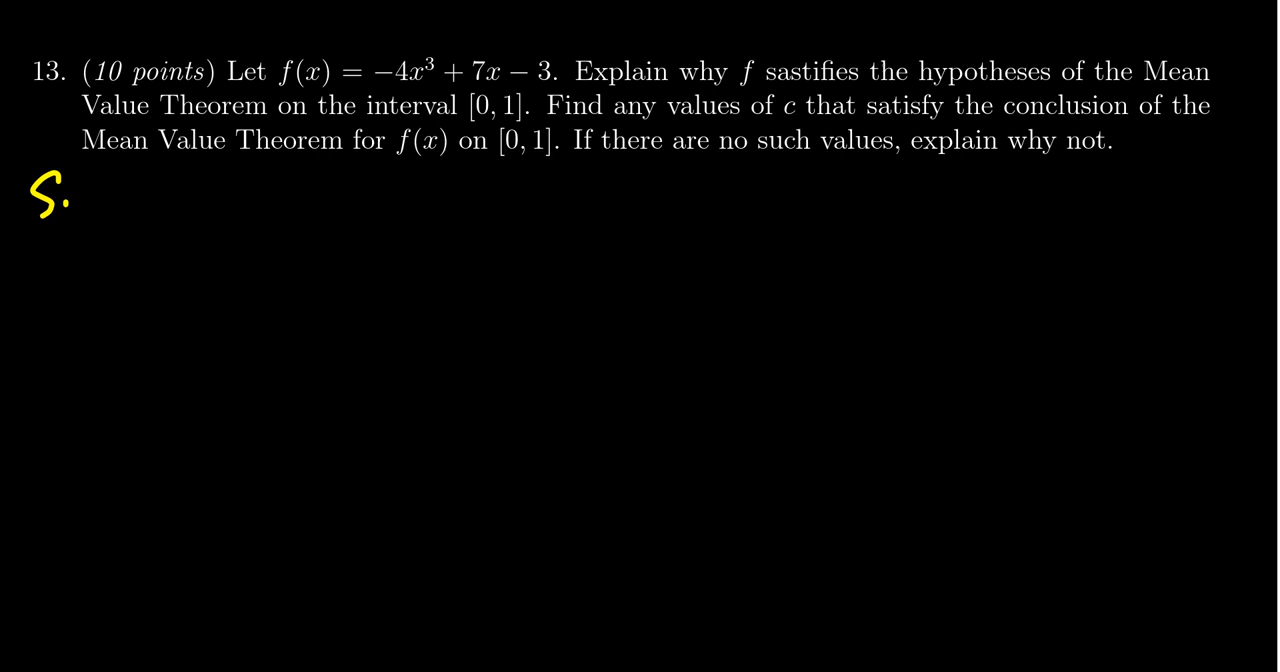 13. (10 points) Let f(x) = −4x³ + 7x − 3. Explain why f sastifies the hypotheses of the Mean
Value Theorem on the interval [0, 1]. Find any values of c that satisfy the conclusion of the
Mean Value Theorem for f(x) on [0, 1]. If there are no such values, explain why not.
S.